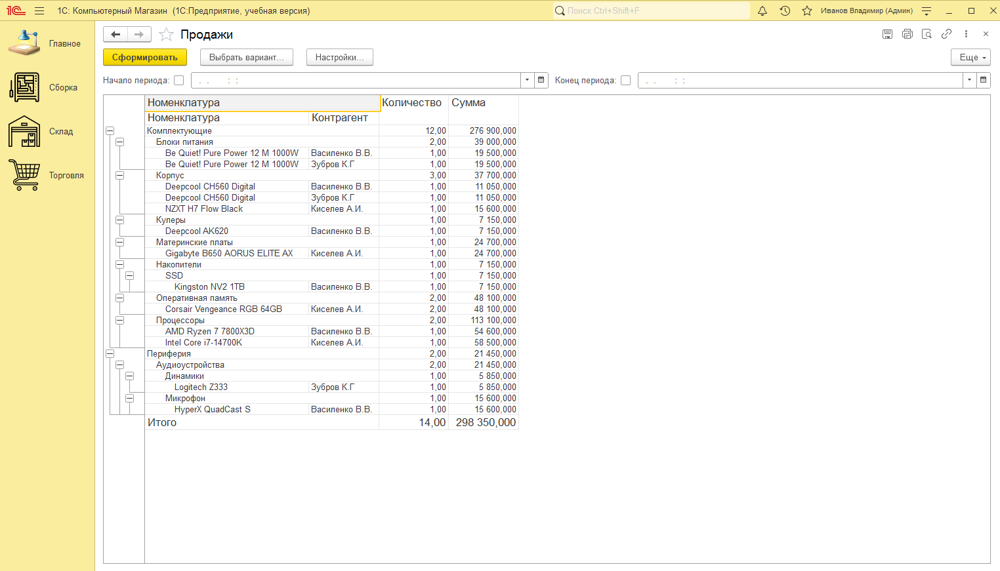 1С: Компьютерный Магазин (1С:Предприятие, учебная версия) Поиск Ctrl+Shift+F Иванов Владимир (Админ)
Главное
Сборка
Склад
Торговля
Продажи
Сформировать Выбрать вариант... Настройки... Еще
Начало периода: . . : : Конец периода: . . : :
Номенклатура Количество Сумма
Номенклатура Контрагент
Комплектующие 12,00 276 900,000
Блоки питания 2,00 39 000,000
Be Quiet! Pure Power 12 M 1000W Василенко В.В. 1,00 19 500,000
Be Quiet! Pure Power 12 M 1000W Зубров К.Г 1,00 19 500,000
Корпус 3,00 37 700,000
Deepcool CH560 Digital Василенко В.В. 1,00 11 050,000
Deepcool CH560 Digital Зубров К.Г 1,00 11 050,000
NZXT H7 Flow Black Киселев А.И. 1,00 15 600,000
Кулеры 1,00 7 150,000
Deepcool AK620 Василенко В.В. 1,00 7 150,000
Материнские платы 1,00 24 700,000
Gigabyte B650 AORUS ELITE AX Киселев А.И. 1,00 24 700,000
Накопители 1,00 7 150,000
SSD 1,00 7 150,000
Kingston NV2 1TB Василенко В.В. 1,00 7 150,000
Оперативная память 2,00 48 100,000
Corsair Vengeance RGB 64GB Киселев А.И. 2,00 48 100,000
Процессоры 2,00 113 100,000
AMD Ryzen 7 7800X3D Василенко В.В. 1,00 54 600,000
Intel Core i7-14700K Киселев А.И. 1,00 58 500,000
Периферия 2,00 21 450,000
Аудиоустройства 2,00 21 450,000
Динамики 1,00 5 850,000
Logitech Z333 Зубров К.Г 1,00 5 850,000
Микрофон 1,00 15 600,000
HyperX QuadCast S Василенко В.В. 1,00 15 600,000
Итого 14,00 298 350,000